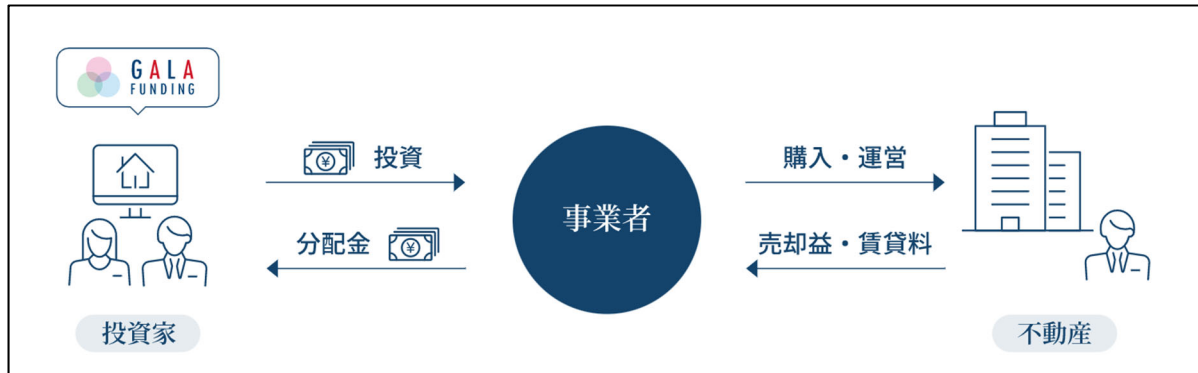 GALA
FUNDING
投資
分配金
投資家
事業者
購入・運営
売却益・賃貸料
不動産